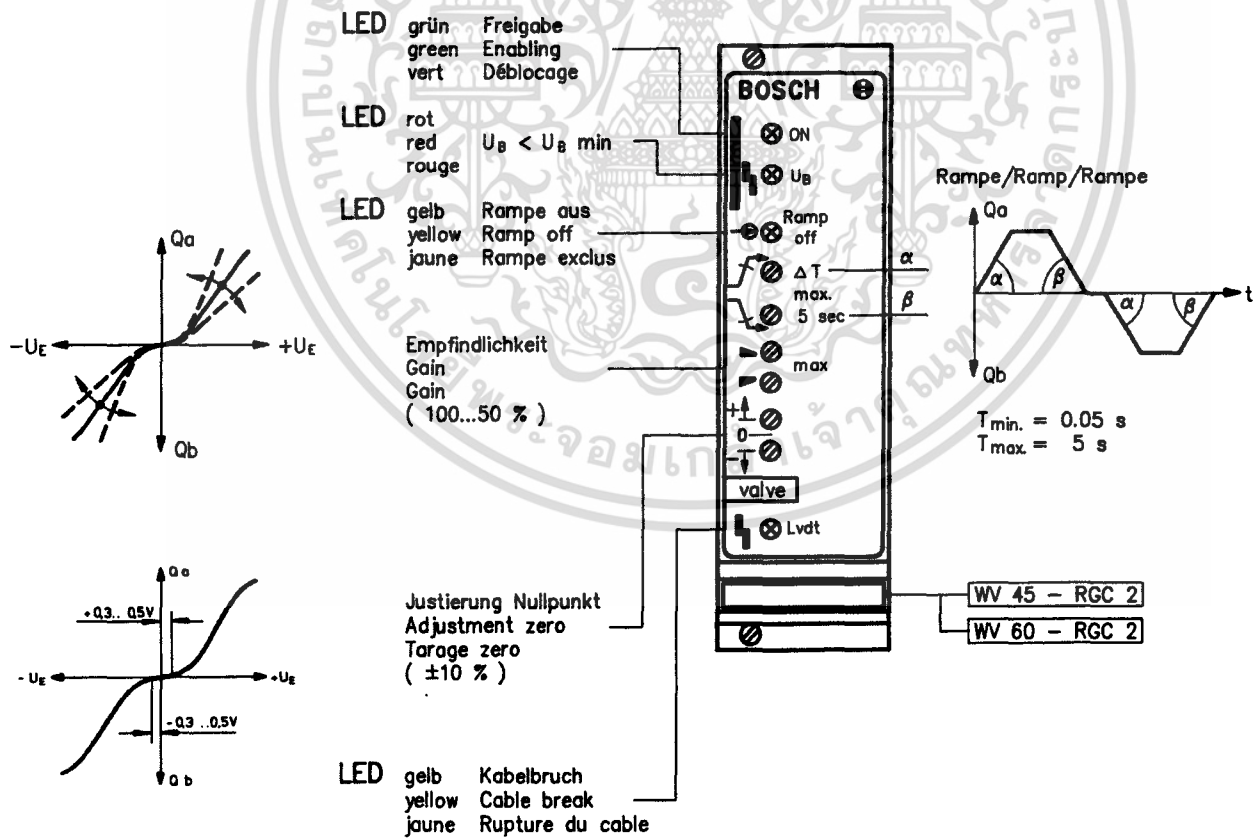 LED grün Freigabe
green Enabling
vert Déblocage
LED rot
red U_B < U_B min
rouge
LED gelb Rampe aus
yellow Ramp off
jaune Rampe exclus
Qa
-U_E +U_E
Qb
Empfindlichkeit
Gain
Gain
( 100...50 % )
BOSCH
ON
U_B
Ramp
off
Δ T
max.
5 sec
max
+
0
-
valve
Lvdt
α
β
Rampe/Ramp/Rampe
Qa
α β α β
t
Qb
Tmin. = 0.05 s
Tmax. = 5 s
Qa
+0,3.. 0,5V
-U_E +U_E
-0,3 ..0,5V
Qb
Justierung Nullpunkt
Adjustment zero
Tarage zero
( ±10 % )
WV 45 - RGC 2
WV 60 - RGC 2
LED gelb Kabelbruch
yellow Cable break
jaune Rupture du cable